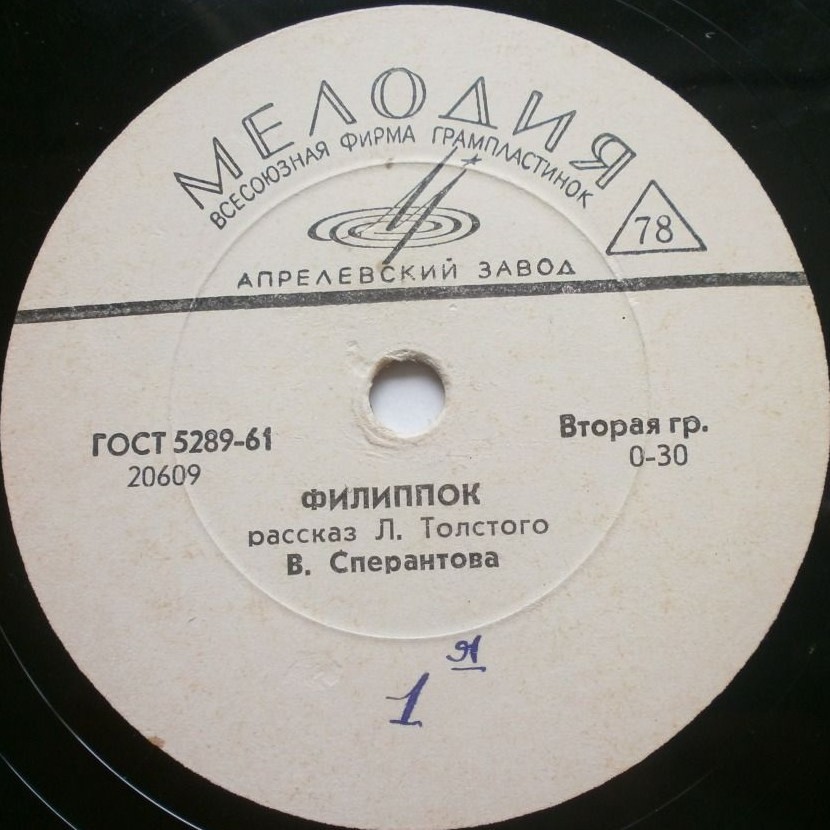 МЕЛОДИЯ
ВСЕСОЮЗНАЯ ФИРМА ГРАМПЛАСТИНОК
78
АПРЕЛЕВСКИЙ ЗАВОД
ГОСТ 5289-61
20609
Вторая гр.
0-30
ФИЛИППОК
рассказ Л. Толстого
В. Сперантова
1я